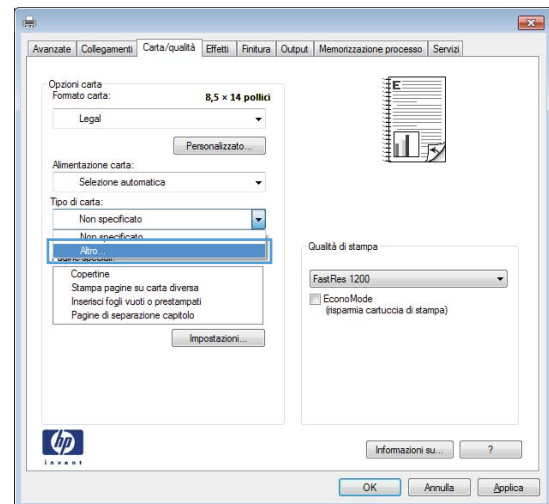 Avanzate Collegamenti Carta/qualità Effetti Finitura Output Memorizzazione processo Servizi
Opzioni carta
Formato carta: 8,5 × 14 pollici
Legal
Personalizzato...
Alimentazione carta:
Selezione automatica
Tipo di carta:
Non specificato
Non specificato
Altro...
Pagine speciali:
Copertine
Stampa pagine su carta diversa
Inserisci fogli vuoti o prestampati
Pagine di separazione capitolo
Impostazioni...
E
Qualità di stampa
FastRes 1200
EconoMode
(risparmia cartuccia di stampa)
hp
invent
Informazioni su... ?
OK Annulla Applica